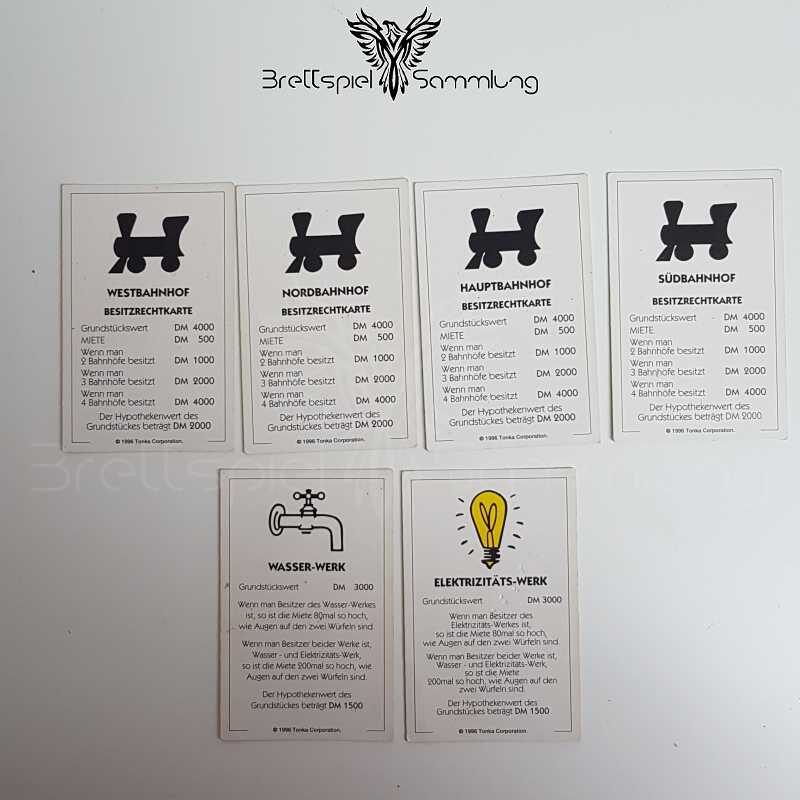 Brettspiel Sammlung
WESTBAHNHOF
BESITZRECHTKARTE
Grundstückswert DM 4000
MIETE DM 500
Wenn man
2 Bahnhöfe besitzt DM 1000
Wenn man
3 Bahnhöfe besitzt DM 2000
Wenn man
4 Bahnhöfe besitzt DM 4000
Der Hypothekenwert des
Grundstückes beträgt DM 2000
© 1996 Tonka Corporation.
NORDBAHNHOF
BESITZRECHTKARTE
Grundstückswert DM 4000
MIETE DM 500
Wenn man
2 Bahnhöfe besitzt DM 1000
Wenn man
3 Bahnhöfe besitzt DM 2000
Wenn man
4 Bahnhöfe besitzt DM 4000
Der Hypothekenwert des
Grundstückes beträgt DM 2000
© 1996 Tonka Corporation.
HAUPTBAHNHOF
BESITZRECHTKARTE
Grundstückswert DM 4000
MIETE DM 500
Wenn man
2 Bahnhöfe besitzt DM 1000
Wenn man
3 Bahnhöfe besitzt DM 2000
Wenn man
4 Bahnhöfe besitzt DM 4000
Der Hypothekenwert des
Grundstückes beträgt DM 2000
© 1996 Tonka Corporation.
SÜDBAHNHOF
BESITZRECHTKARTE
Grundstückswert DM 4000
MIETE DM 500
Wenn man
2 Bahnhöfe besitzt DM 1000
Wenn man
3 Bahnhöfe besitzt DM 2000
Wenn man
4 Bahnhöfe besitzt DM 4000
Der Hypothekenwert des
Grundstückes beträgt DM 2000
© 1996 Tonka Corporation.
Brettspiel Sammlung
WASSER-WERK
Grundstückswert DM 3000
Wenn man Besitzer des Wasser-Werkes
ist, so ist die Miete 80mal so hoch,
wie Augen auf den zwei Würfeln sind.
Wenn man Besitzer beider Werke ist,
Wasser - und Elektrizitäts-Werk,
so ist die Miete 200mal so hoch, wie
Augen auf den zwei Würfeln sind.
Der Hypothekenwert des
Grundstückes beträgt DM 1500
© 1996 Tonka Corporation.
ELEKTRIZITÄTS-WERK
Grundstückswert DM 3000
Wenn man Besitzer des
Elektrizitäts-Werkes ist,
so ist die Miete 80mal so hoch,
wie Augen auf den zwei Würfeln sind.
Wenn man Besitzer beider Werke ist,
Wasser - und Elektrizitäts-Werk,
so ist die Miete
200mal so hoch, wie Augen auf den
zwei Würfeln sind.
Der Hypothekenwert des
Grundstückes beträgt DM 1500
© 1996 Tonka Corporation.